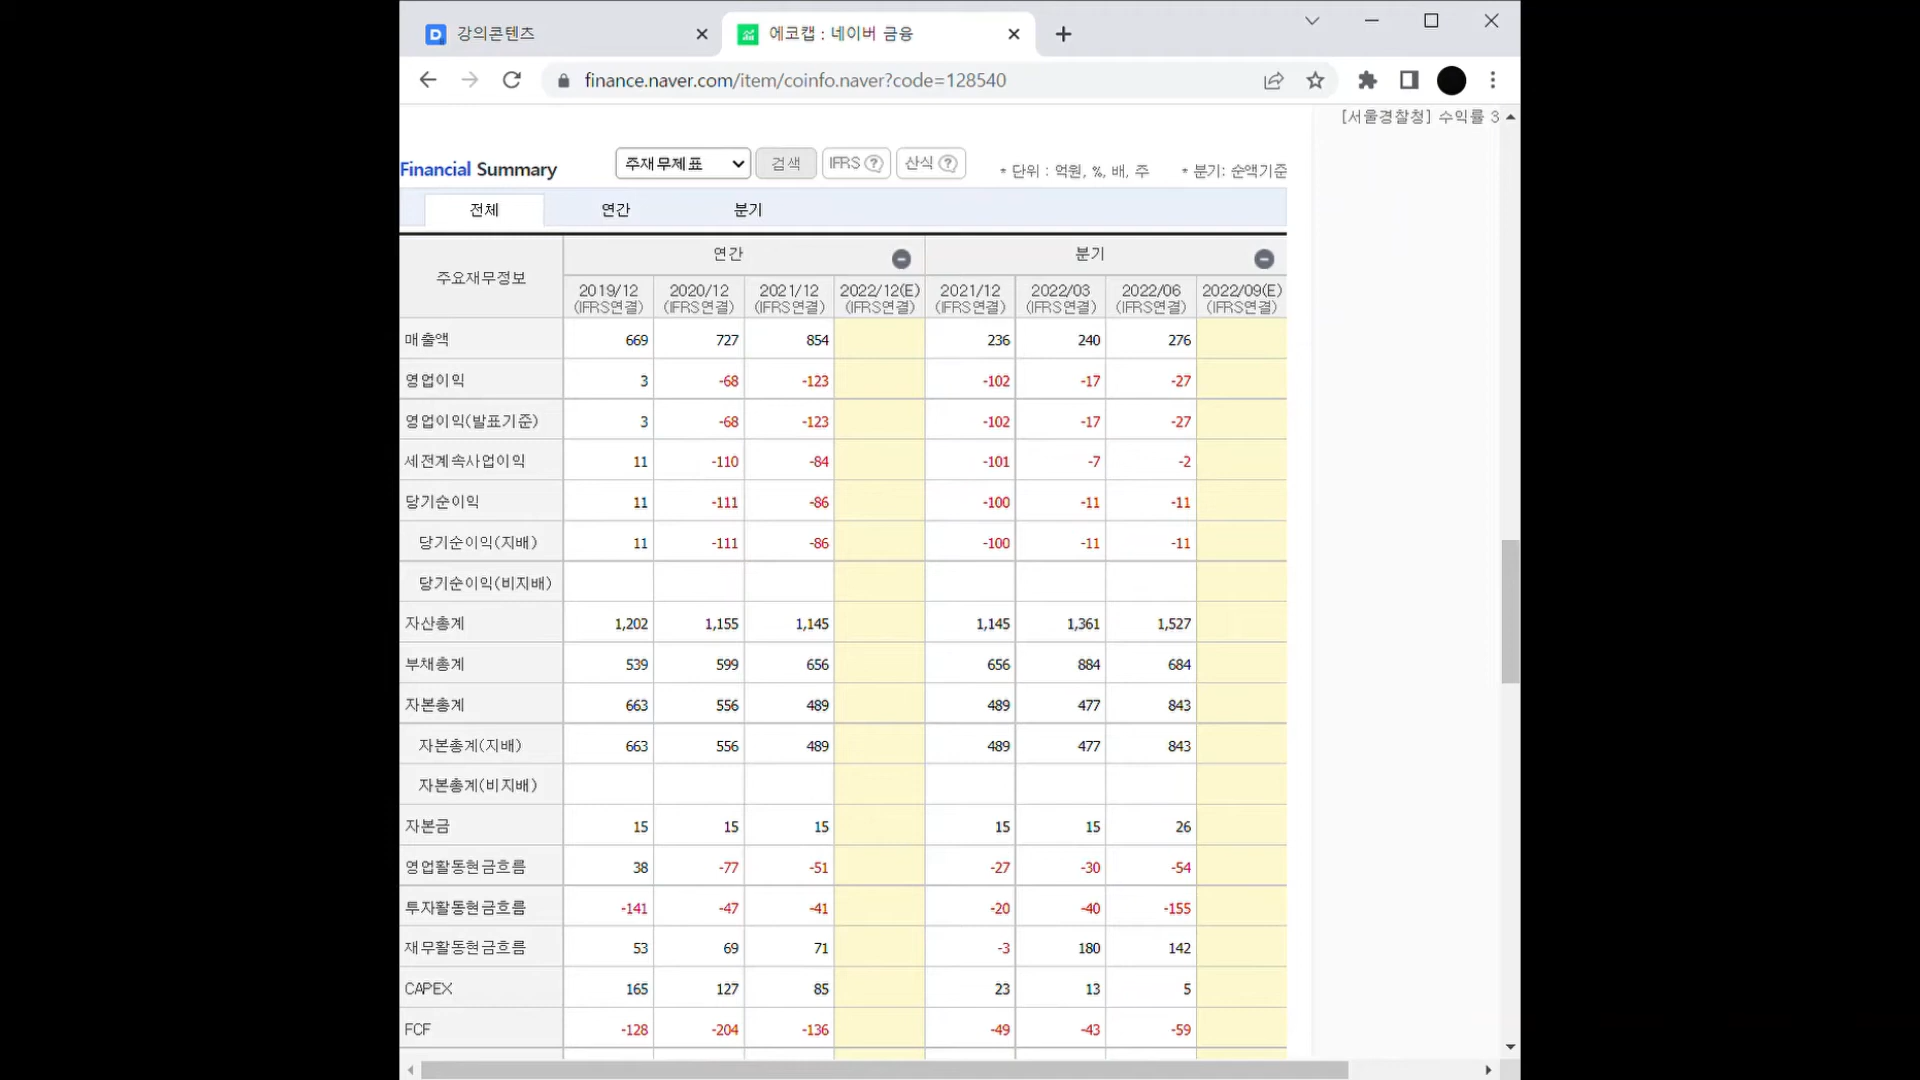 강의콘텐츠
에코캡 : 네이버 금융
finance.naver.com/item/coinfo.naver?code=128540
[서울경찰청] 수익률 3
Financial Summary 주재무제표 검색 IFRS ? 산식 ? * 단위 : 억원, %, 배, 주 * 분기: 순액기준
전체 연간 분기
주요재무정보 연간 분기
2019/12 (IFRS연결) 2020/12 (IFRS연결) 2021/12 (IFRS연결) 2022/12(E) (IFRS연결) 2021/12 (IFRS연결) 2022/03 (IFRS연결) 2022/06 (IFRS연결) 2022/09(E) (IFRS연결)
매출액 669 727 854 236 240 276
영업이익 3 -68 -123 -102 -17 -27
영업이익(발표기준) 3 -68 -123 -102 -17 -27
세전계속사업이익 11 -110 -84 -101 -7 -2
당기순이익 11 -111 -86 -100 -11 -11
당기순이익(지배) 11 -111 -86 -100 -11 -11
당기순이익(비지배)
자산총계 1,202 1,155 1,145 1,145 1,361 1,527
부채총계 539 599 656 656 884 684
자본총계 663 556 489 489 477 843
자본총계(지배) 663 556 489 489 477 843
자본총계(비지배)
자본금 15 15 15 15 15 26
영업활동현금흐름 38 -77 -51 -27 -30 -54
투자활동현금흐름 -141 -47 -41 -20 -40 -155
재무활동현금흐름 53 69 71 -3 180 142
CAPEX 165 127 85 23 13 5
FCF -128 -204 -136 -49 -43 -59